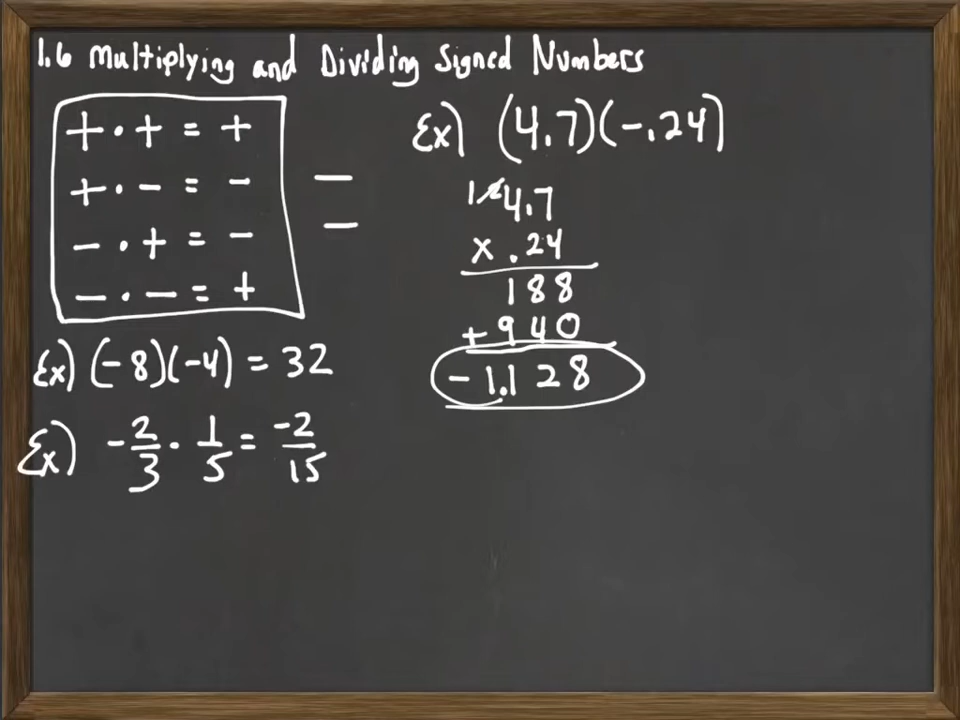 1.6 Multiplying and Dividing Signed Numbers
+ · + = +
+ · - = -
- · + = -
- · - = +
- -
Ex) (-8)(-4) = 32
Ex) -2/3 · 1/5 = -2/15
Ex) (4.7)(-.24)
4.7
x .24
188
+ 940
-1.128